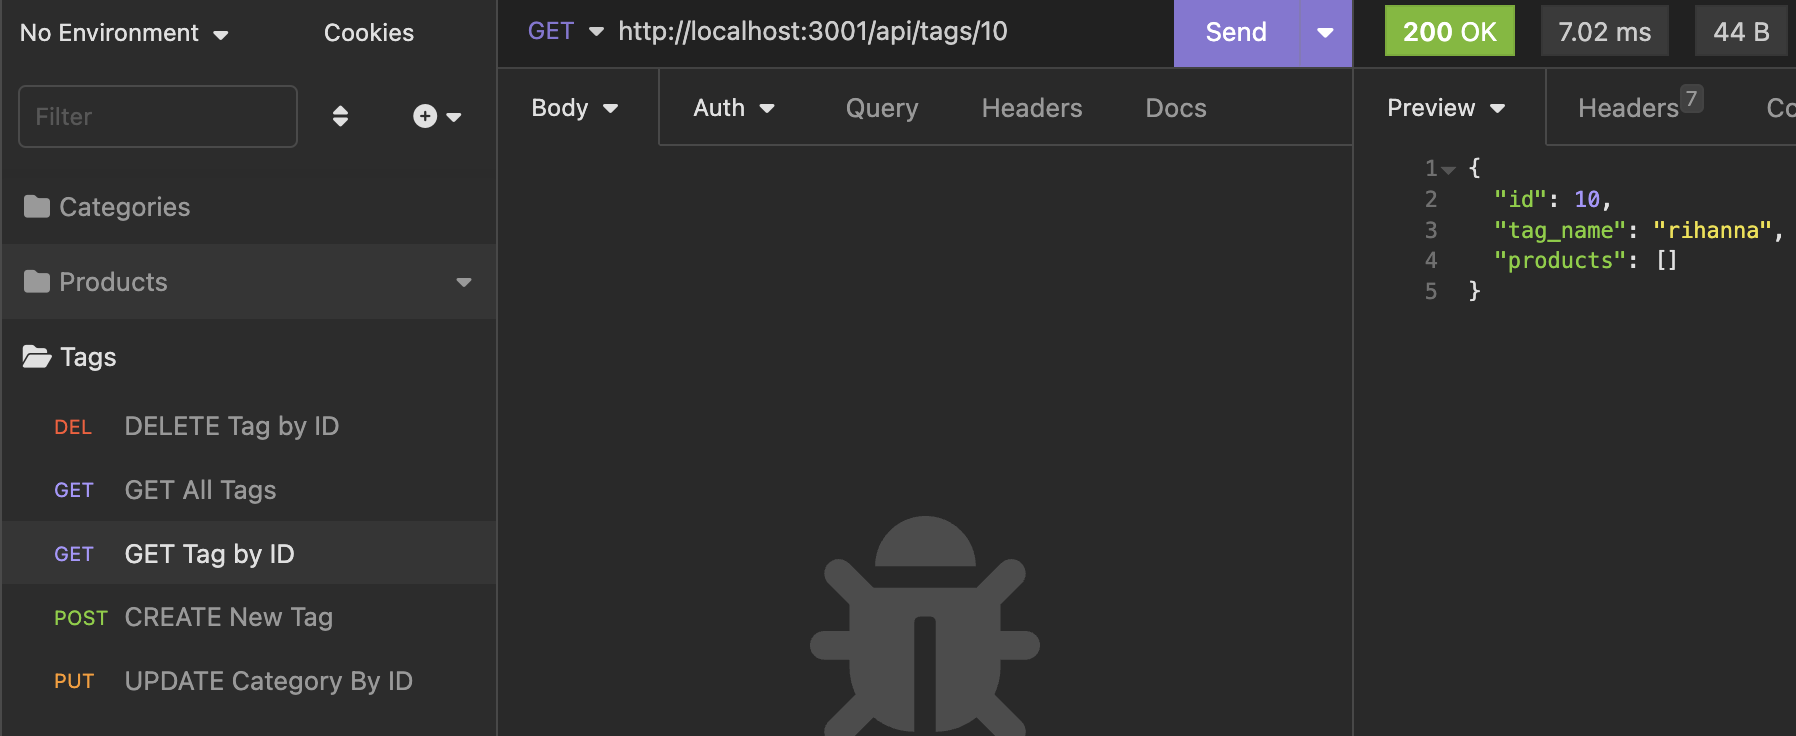 No Environment
Cookies
Filter
Categories
Products
Tags
DEL DELETE Tag by ID
GET GET All Tags
GET GET Tag by ID
POST CREATE New Tag
PUT UPDATE Category By ID
GET http://localhost:3001/api/tags/10
Send
Body Auth Query Headers Docs
200 OK 7.02 ms 44 B
Preview Headers 7 Co
1 {
2 "id": 10,
3 "tag_name": "rihanna",
4 "products": []
5 }